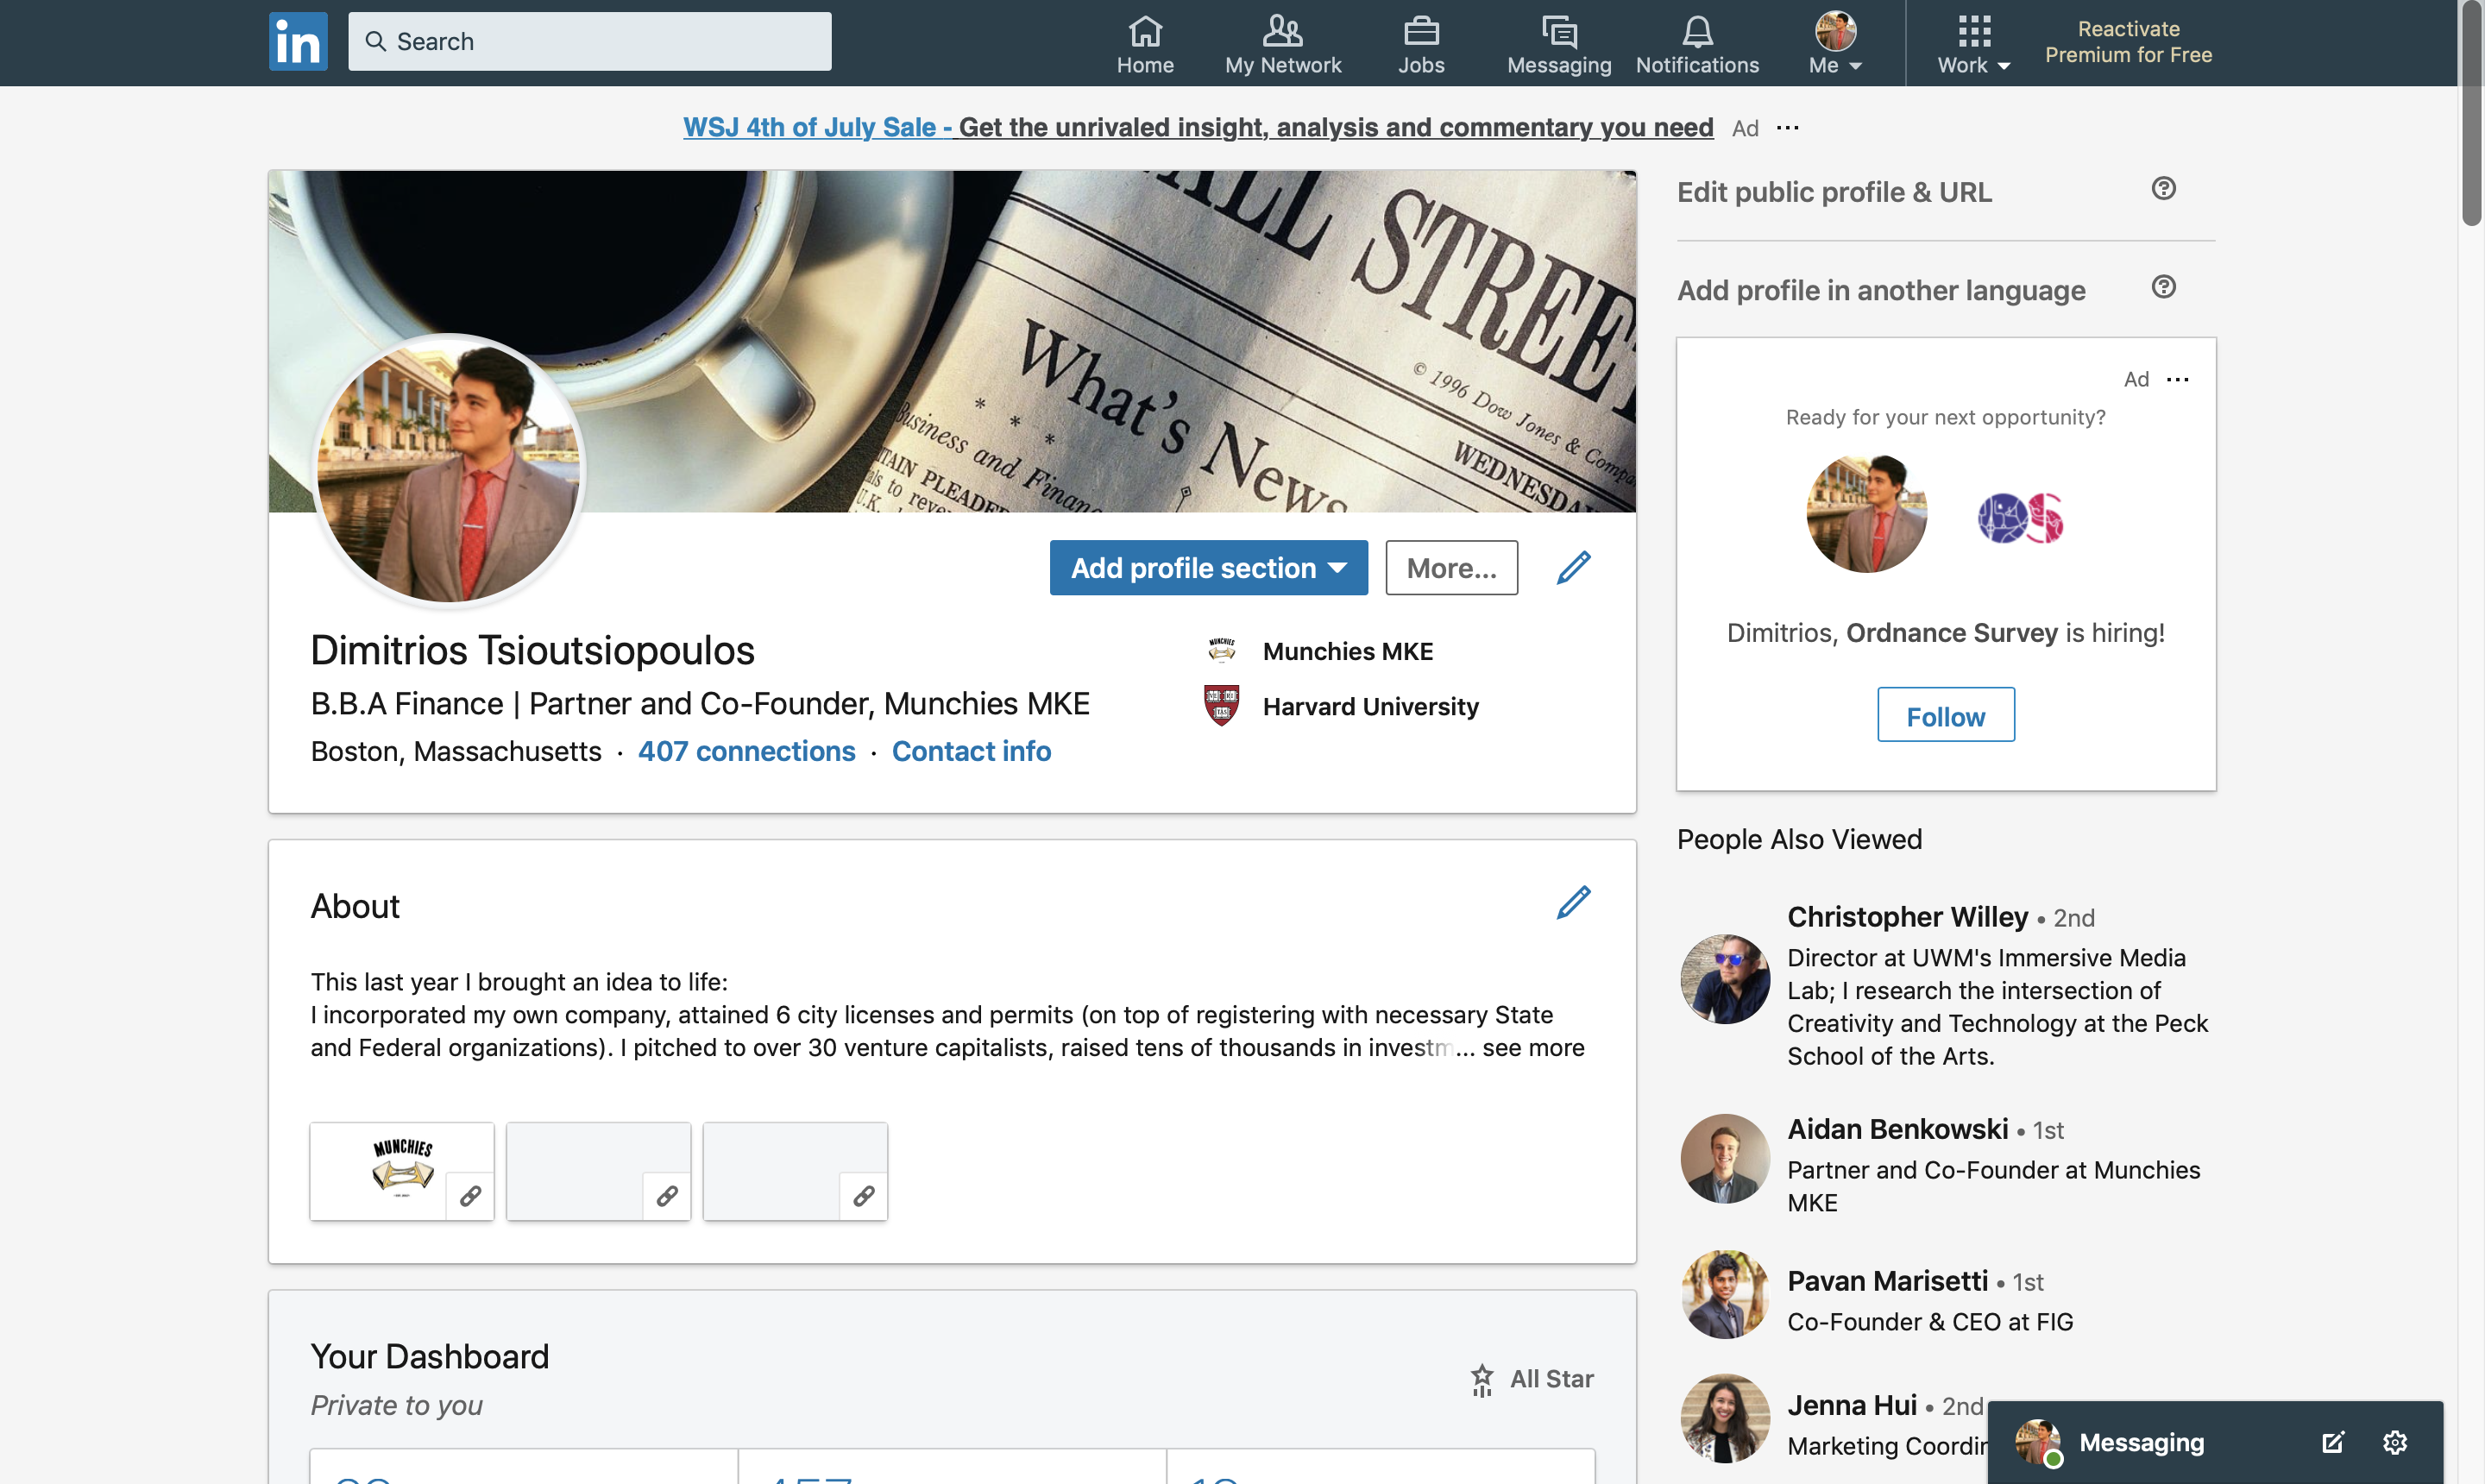 in
Search
Home
My Network
Jobs
Messaging
Notifications
Me
Work
Reactivate
Premium for Free
WSJ 4th of July Sale - Get the unrivaled insight, analysis and commentary you need Ad ...
ALL STREE
What's News
© 1996 Dow Jones &
WEDNESDA
Business and Financ
TAIN PLEADED
U.K.
Add profile section
More...
Dimitrios Tsioutsiopoulos
B.B.A Finance | Partner and Co-Founder, Munchies MKE
Boston, Massachusetts · 407 connections · Contact info
MUNCHIES
Munchies MKE
Harvard University
About
This last year I brought an idea to life:
I incorporated my own company, attained 6 city licenses and permits (on top of registering with necessary State
and Federal organizations). I pitched to over 30 venture capitalists, raised tens of thousands in investm... see more
MUNCHIES
Your Dashboard
Private to you
All Star
Edit public profile & URL
Add profile in another language
Ad ...
Ready for your next opportunity?
OS
Dimitrios, Ordnance Survey is hiring!
Follow
People Also Viewed
Christopher Willey • 2nd
Director at UWM's Immersive Media
Lab; I research the intersection of
Creativity and Technology at the Peck
School of the Arts.
Aidan Benkowski • 1st
Partner and Co-Founder at Munchies
MKE
Pavan Marisetti • 1st
Co-Founder & CEO at FIG
Jenna Hui • 2nd
Marketing Coordin
Messaging